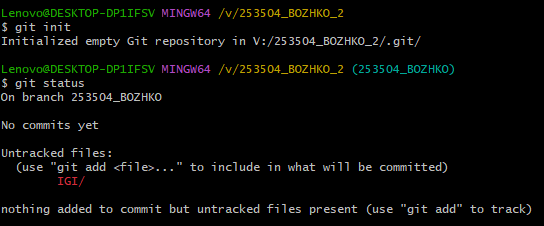 Lenovo@DESKTOP-DP1IFSV MINGW64 /v/253504_BOZHKO_2
$ git init
Initialized empty Git repository in V:/253504_BOZHKO_2/.git/
Lenovo@DESKTOP-DP1IFSV MINGW64 /v/253504_BOZHKO_2 (253504_BOZHKO)
$ git status
On branch 253504_BOZHKO
No commits yet
Untracked files:
(use "git add <file>..." to include in what will be committed)
IGI/
nothing added to commit but untracked files present (use "git add" to track)